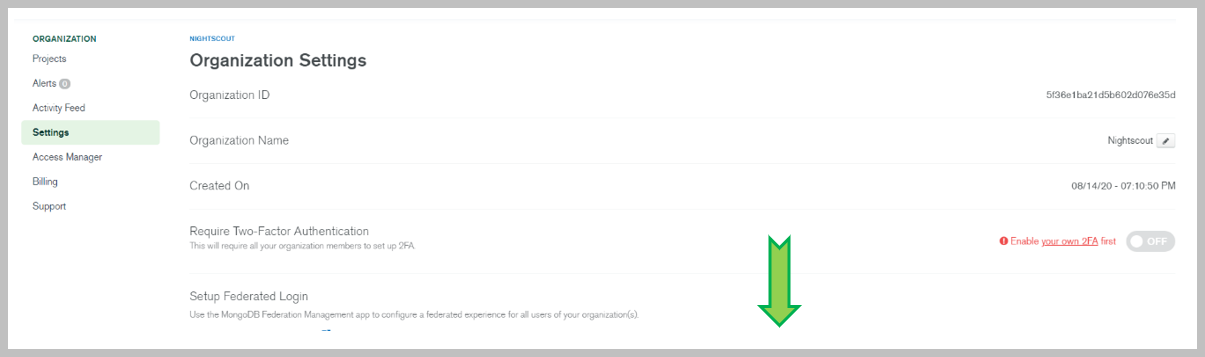 ORGANIZATION
Projects
Alerts 0
Activity Feed
Settings
Access Manager
Billing
Support
NIGHTSCOUT
Organization Settings
Organization ID
5f36e1ba21d5b602d076e35d
Organization Name
Nightscout
Created On
08/14/20 - 07:10:50 PM
Require Two-Factor Authentication
This will require all your organization members to set up 2FA.
Enable your own 2FA first
OFF
Setup Federated Login
Use the MongoDB Federation Management app to configure a federated experience for all users of your organization(s).